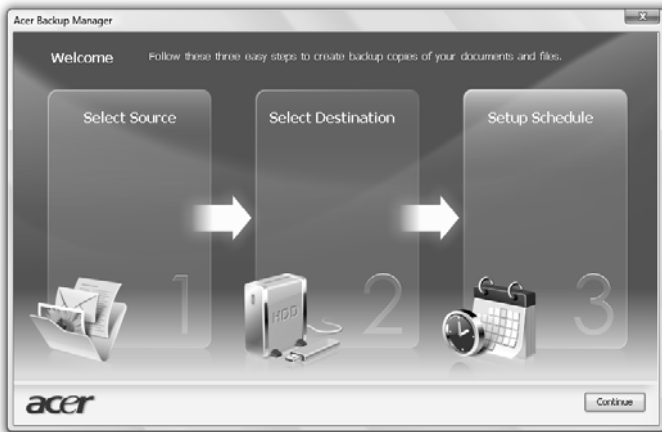 Acer Backup Manager
Welcome Follow these three easy steps to create backup copies of your documents and files.
Select Source
Select Destination
Setup Schedule
1
HDD
2
3
acer
Continue